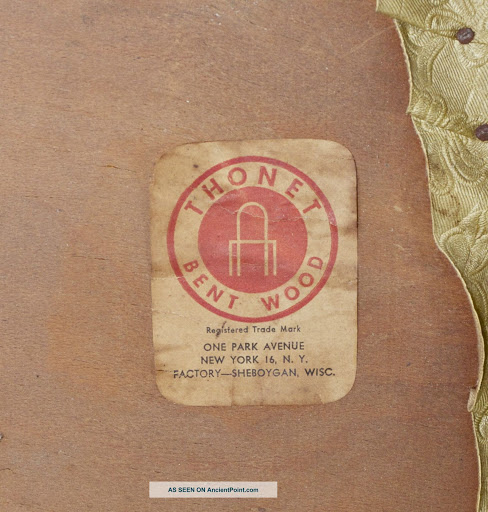 THONET
BENT WOOD
Registered Trade Mark
ONE PARK AVENUE
NEW YORK 16, N. Y.
FACTORY—SHEBOYGAN, WISC.
AS SEEN ON AncientPoint.com